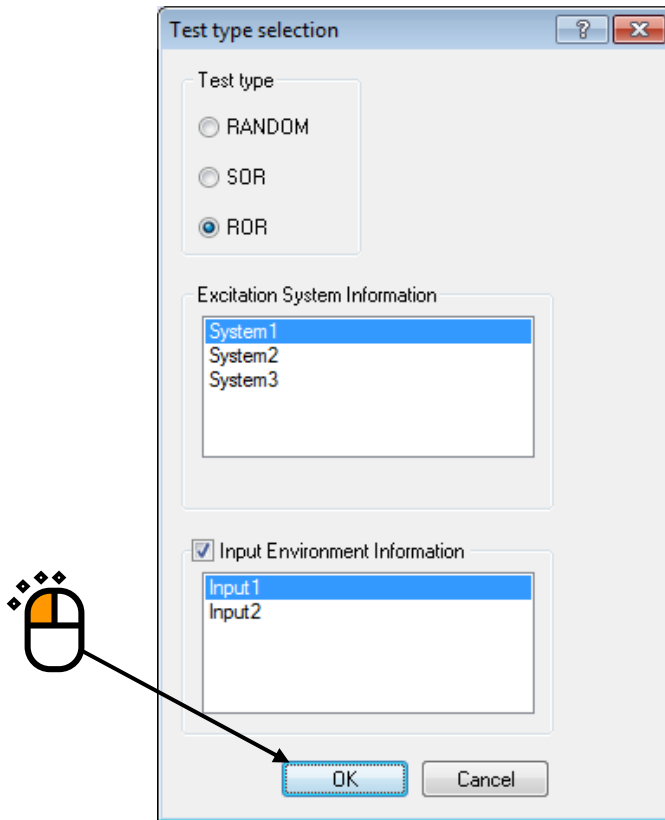 Test type selection
?
Test type
RANDOM
SOR
ROR
Excitation System Information
System1
System2
System3
Input Environment Information
Input1
Input2
OK Cancel